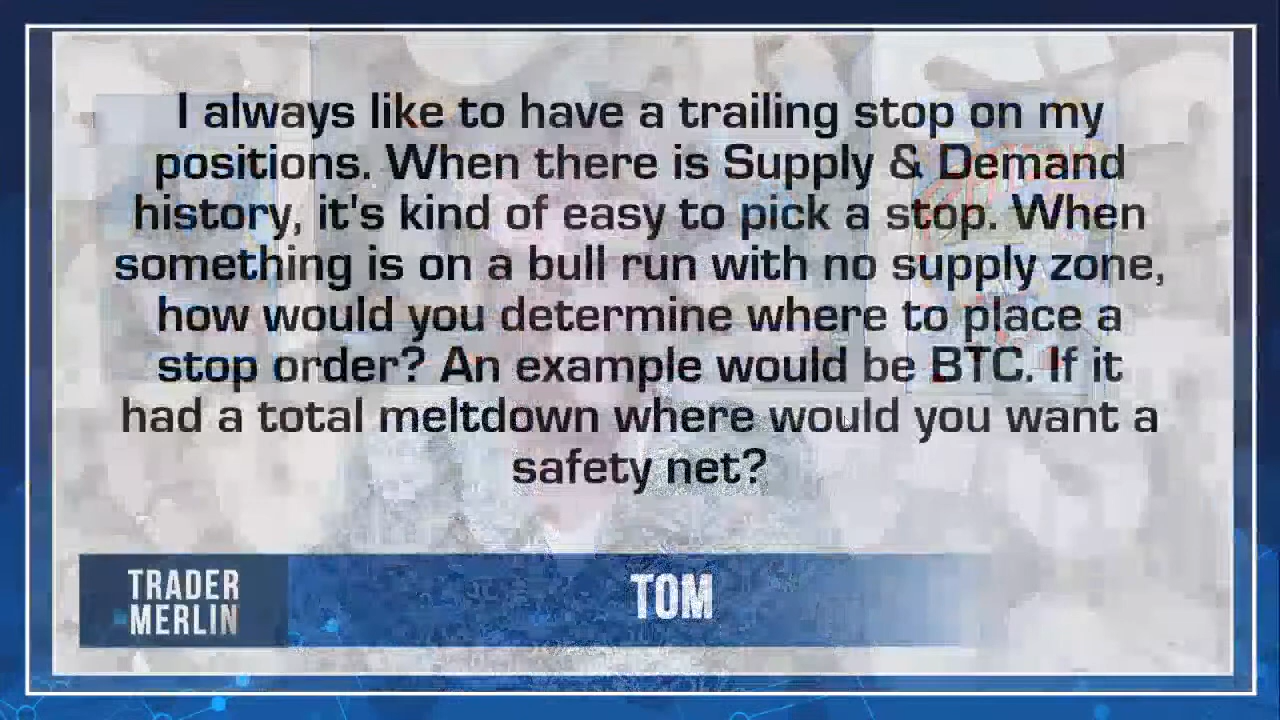 I always like to have a trailing stop on my
positions. When there is Supply & Demand
history, it's kind of easy to pick a stop. When
something is on a bull run with no supply zone,
how would you determine where to place a
stop order? An example would be BTC. If it
had a total meltdown where would you want a
safety net?
TRADER
MERLIN
TOM